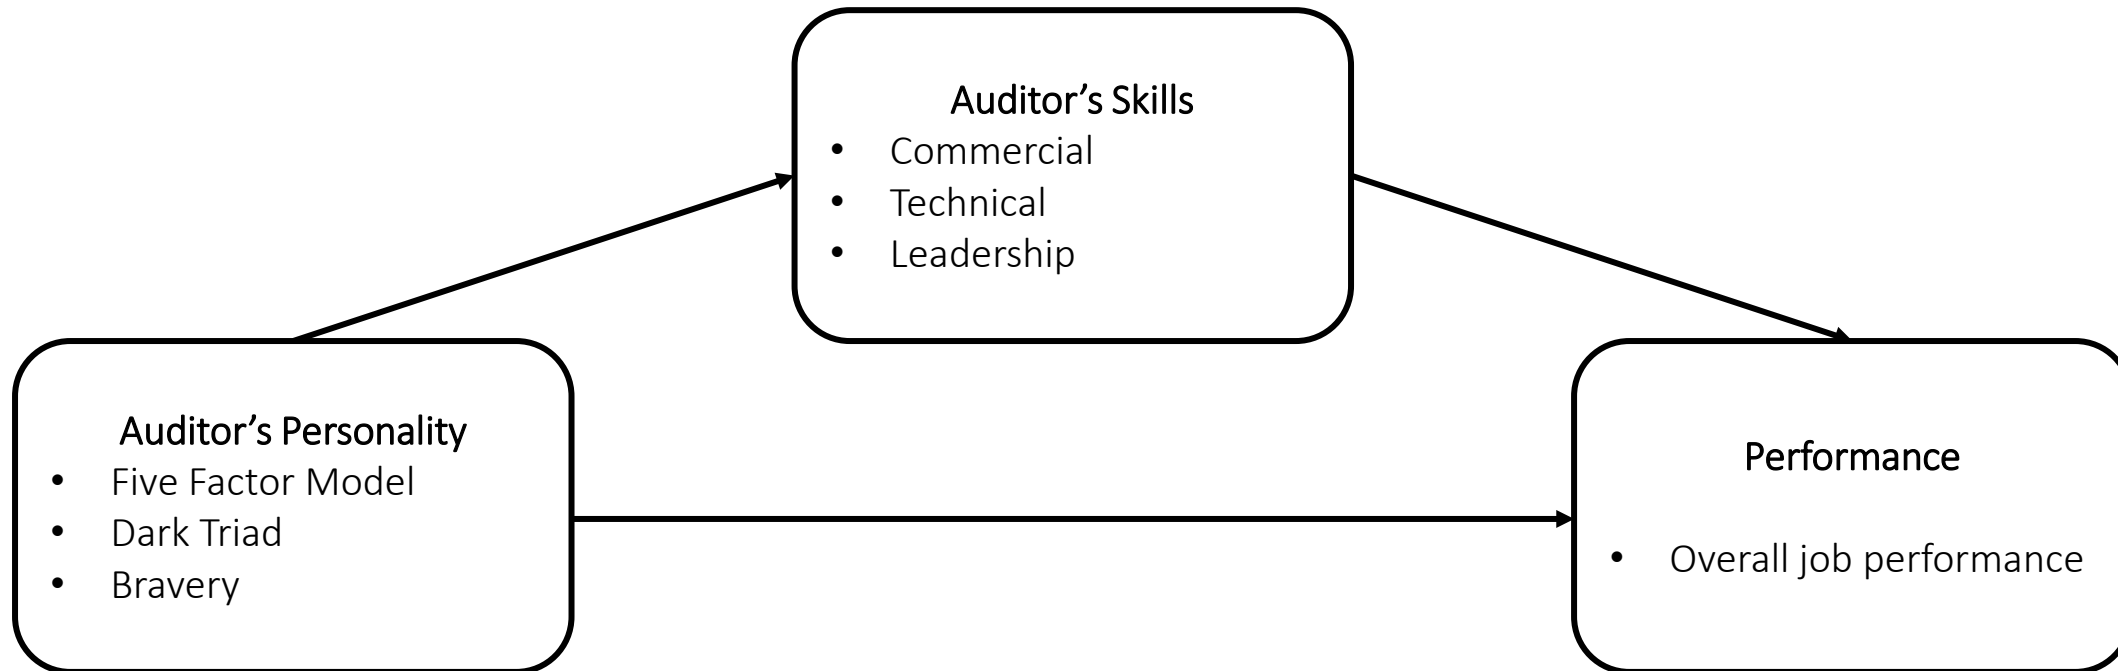 Auditor’s Skills
• Commercial
• Technical
• Leadership
Auditor’s Personality
• Five Factor Model
• Dark Triad
• Bravery
Performance
• Overall job performance